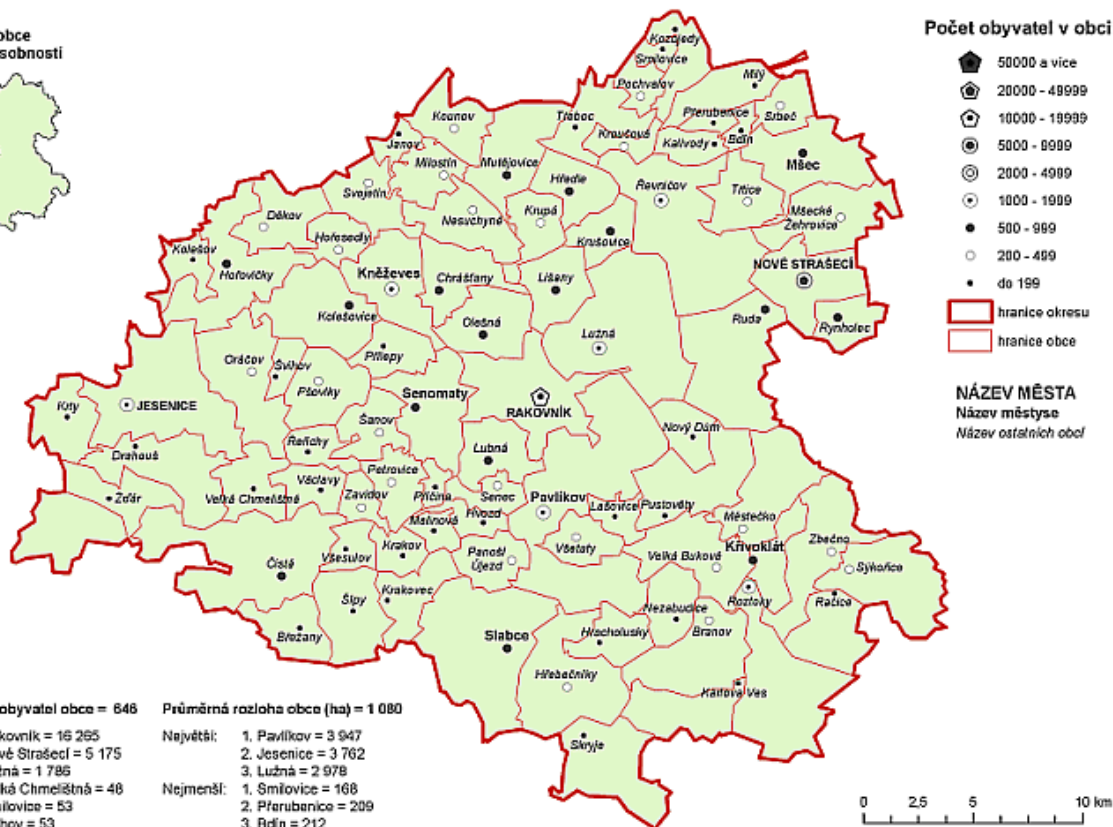 obce
sobností
Počet obyvatel v obci
50000 a více
20000 - 49999
10000 - 19999
5000 - 9999
2000 - 4999
1000 - 1999
500 - 999
200 - 499
do 199
hranice okresu
hranice obce
NÁZEV MĚSTA
Název městyse
Název ostatních obcí
Kozojedy
Smilovice
Pochvalov
Milý
Srbeč
Přerubenice
Bdín
Kalivody
Třeboc
Kroučová
Kounov
Janov
Milostín
Mutějovice
Mšec
Hředle
Řevničov
Třtice
Svojetín
Nesuchyně
Krupá
Mšecké
Žehrovice
Děkov
Hořesedly
Krušovice
Kolešov
Hořovičky
Kněževes
Chrášťany
Lišany
NOVÉ STRAŠECÍ
Kolešovice
Olešná
Ruda
Rynholec
Lužná
Přílepy
Oráčov
Švihov
Pšovlky
Senomaty
RAKOVNÍK
Krty
JESENICE
Šanov
Nový Dům
Drahouš
Řeřichy
Lubná
Petrovice
Žďár
Velká Chmelištná
Václavy
Zavidov
Příčina
Senec
Pavlíkov
Lašovice
Pustověty
Malinová
Hvozd
Městečko
Všesulov
Krakov
Panoší
Újezd
Všetaty
Velká Buková
Křivoklát
Zbečno
Sýkořice
Čistá
Šípy
Krakovec
Roztoky
Račice
Nezabudice
Břežany
Slabce
Hracholusky
Branov
Hřebečníky
Karlova Ves
Skryje
obyvatel obce = 646
Průměrná rozloha obce (ha) = 1 080
kovník = 16 265
vé Strašecí = 5 175
žná = 1 786
lká Chmelištná = 48
ilovice = 53
hov = 53
Největší:
1. Pavlíkov = 3 947
2. Jesenice = 3 762
3. Lužná = 2 978
Nejmenší:
1. Smilovice = 168
2. Přerubenice = 209
3. Bdín = 212
0 2,5 5 10 km